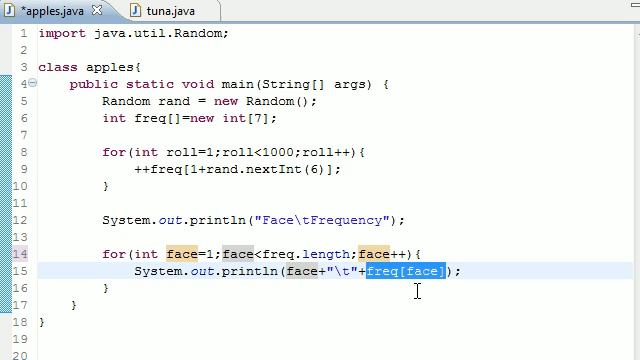 *apples.java tuna.java
1 import java.util.Random;
2
3 class apples{
4 public static void main(String[] args) {
5 Random rand = new Random();
6 int freq[]=new int[7];
7
8 for(int roll=1;roll<1000;roll++){
9 ++freq[1+rand.nextInt(6)];
10 }
11
12 System.out.println("Face\tFrequency");
13
14 for(int face=1;face<freq.length;face++){
15 System.out.println(face+"\t"+freq[face]);
16 }
17 }
18 }
19
20